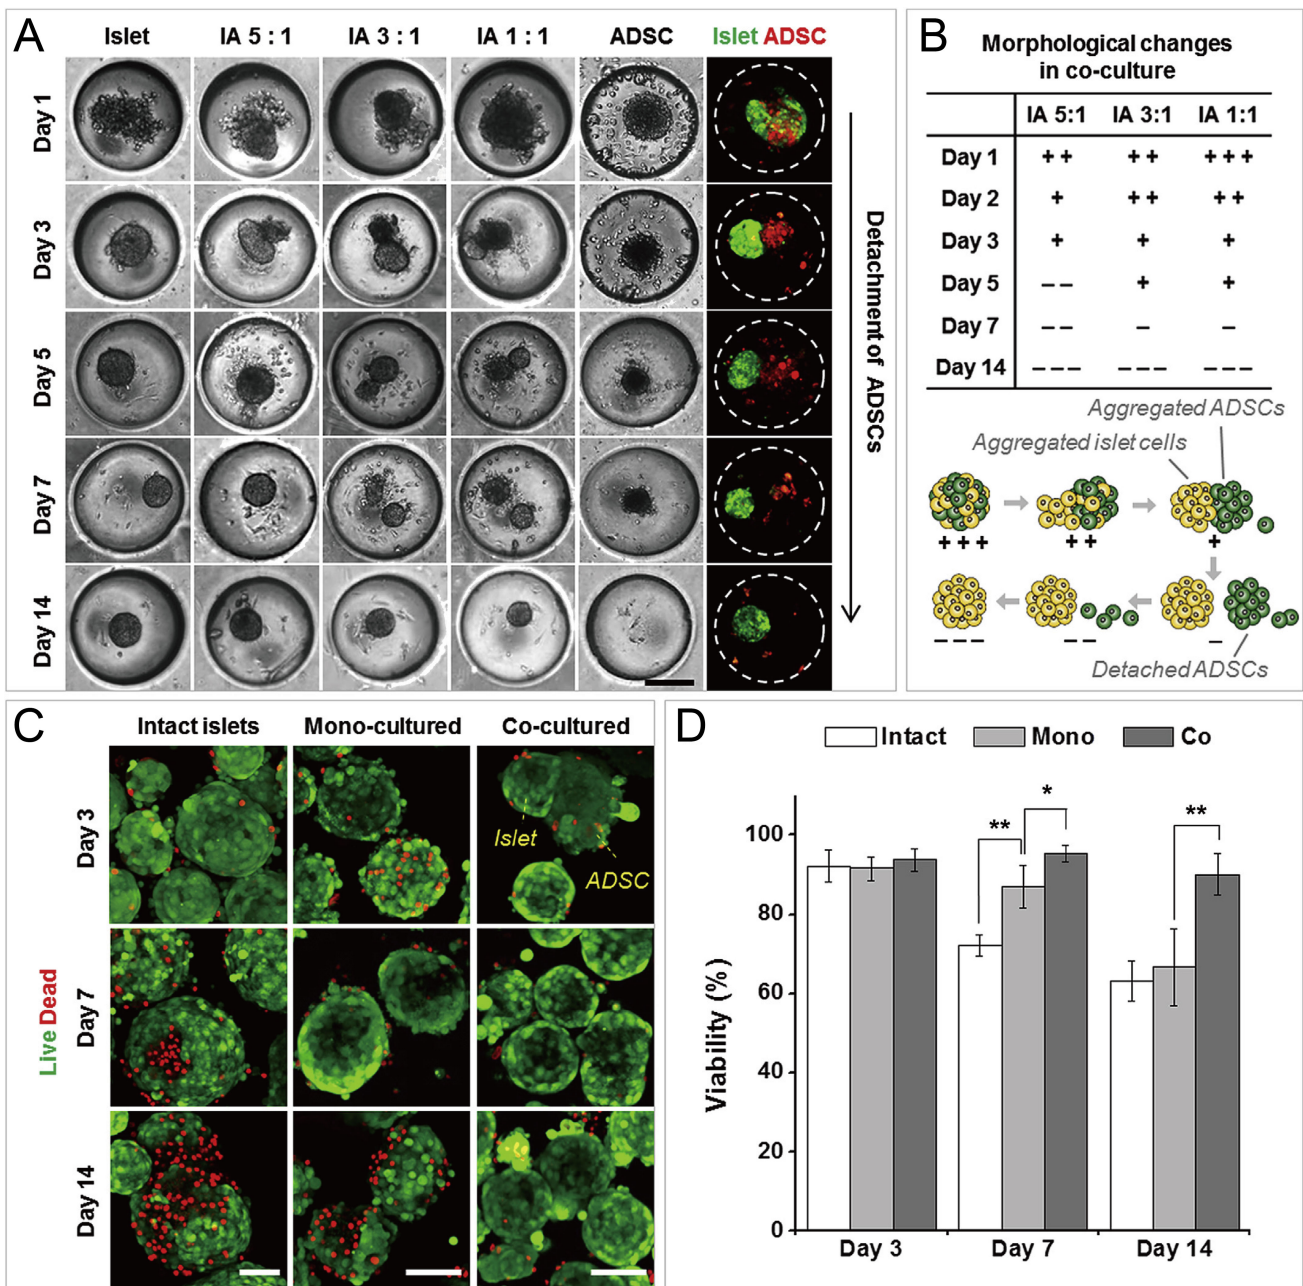 A
Islet
IA 5 : 1
IA 3 : 1
IA 1 : 1
ADSC
Islet ADSC
Day 1
Day 3
Day 5
Day 7
Day 14
Detachment of ADSCs
B
Morphological changes
in co-culture
IA 5:1 IA 3:1 IA 1:1
Day 1 ++ ++ +++
Day 2 + ++ ++
Day 3 + + +
Day 5 −− + +
Day 7 −− − −
Day 14 −−− −−− −−−
Aggregated ADSCs
Aggregated islet cells
+++ ++ +
−−− −− −
Detached ADSCs
C
Intact islets
Mono-cultured
Co-cultured
Live Dead
Day 3
Islet
ADSC
Day 7
Day 14
D
Intact Mono Co
Viability (%)
100
80
60
40
20
0
** *
**
Day 3 Day 7 Day 14